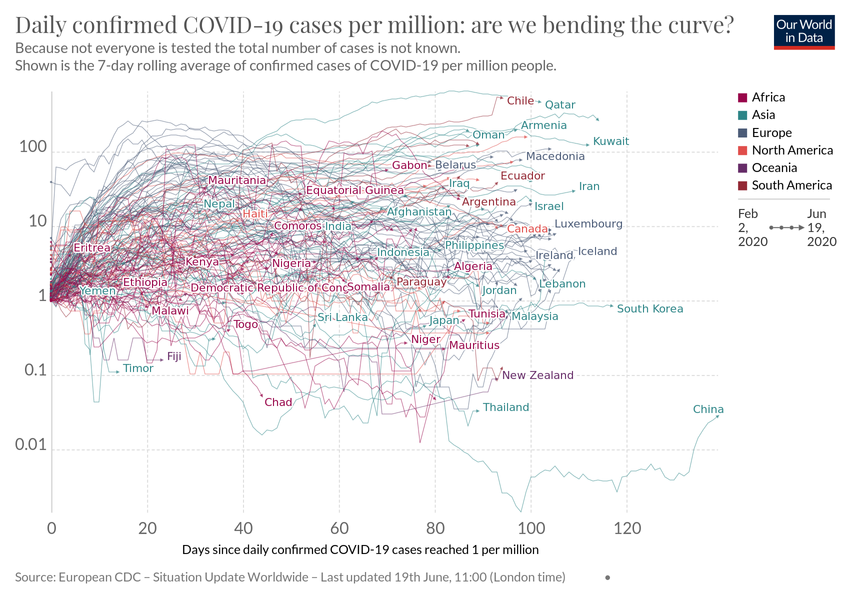 Daily confirmed COVID-19 cases per million: are we bending the curve?
Because not everyone is tested the total number of cases is not known.
Shown is the 7-day rolling average of confirmed cases of COVID-19 per million people.
Our World
in Data
Africa
Asia
Europe
North America
Oceania
South America
Feb
2,
2020
Jun
19,
2020
100
10
1
0.1
0.01
Chile
Qatar
Armenia
Oman
Kuwait
Macedonia
Gabon
Belarus
Ecuador
Mauritania
Equatorial Guinea
Iraq
Iran
Nepal
Argentina
Israel
Haiti
Afghanistan
Comoros
India
Canada
Luxembourg
Eritrea
Philippines
Indonesia
Ireland
Iceland
Kenya
Nigeria
Algeria
Ethiopia
Democratic Republic of Cong
Somalia
Paraguay
Lebanon
Yemen
Jordan
Malawi
Sri Lanka
Togo
Japan
Tunisia
Malaysia
South Korea
Niger
Mauritius
Fiji
Timor
New Zealand
Chad
Thailand
China
0
20
40
60
80
100
120
Days since daily confirmed COVID-19 cases reached 1 per million
Source: European CDC – Situation Update Worldwide – Last updated 19th June, 11:00 (London time)